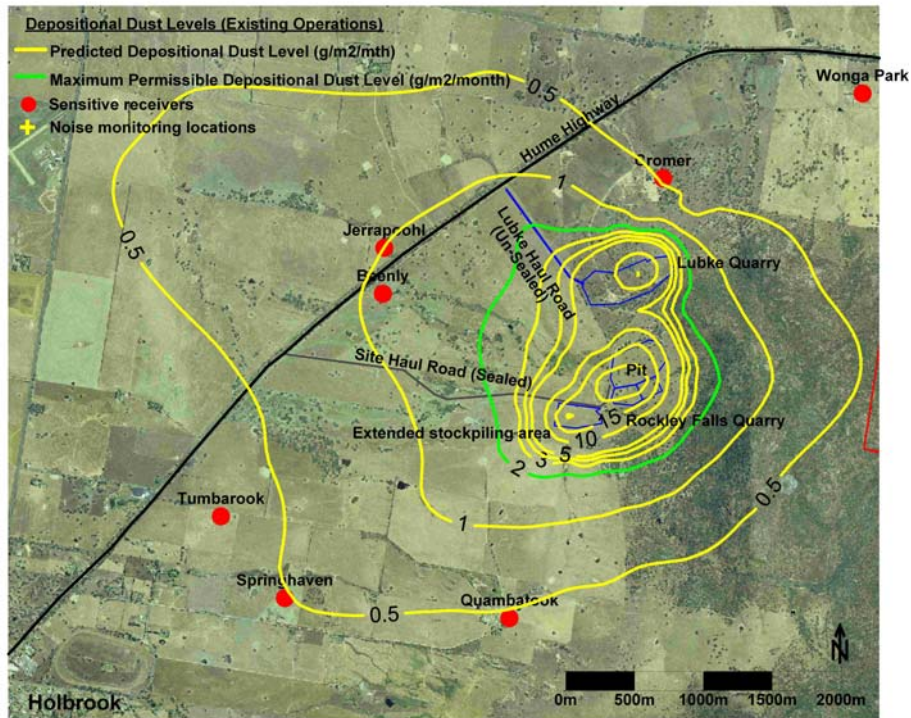 Depositional Dust Levels (Existing Operations)
Predicted Depositional Dust Level (g/m2/mth)
Maximum Permissible Depositional Dust Level (g/m2/month)
Sensitive receivers
Noise monitoring locations
Wonga Park
0.5
Hume Highway
Cromer
1
Jerrapoohl
Lubke Haul Road
(Un-Sealed)
0.5
Lubke Quarry
Beenly
Site Haul Road (Sealed)
Pit
15
Rockley Falls Quarry
Extended stockpiling area
10
5
3
2
0.5
Tumbarook
1
Springhaven
0.5
Quambatook
N
Holbrook
0m 500m 1000m 1500m 2000m